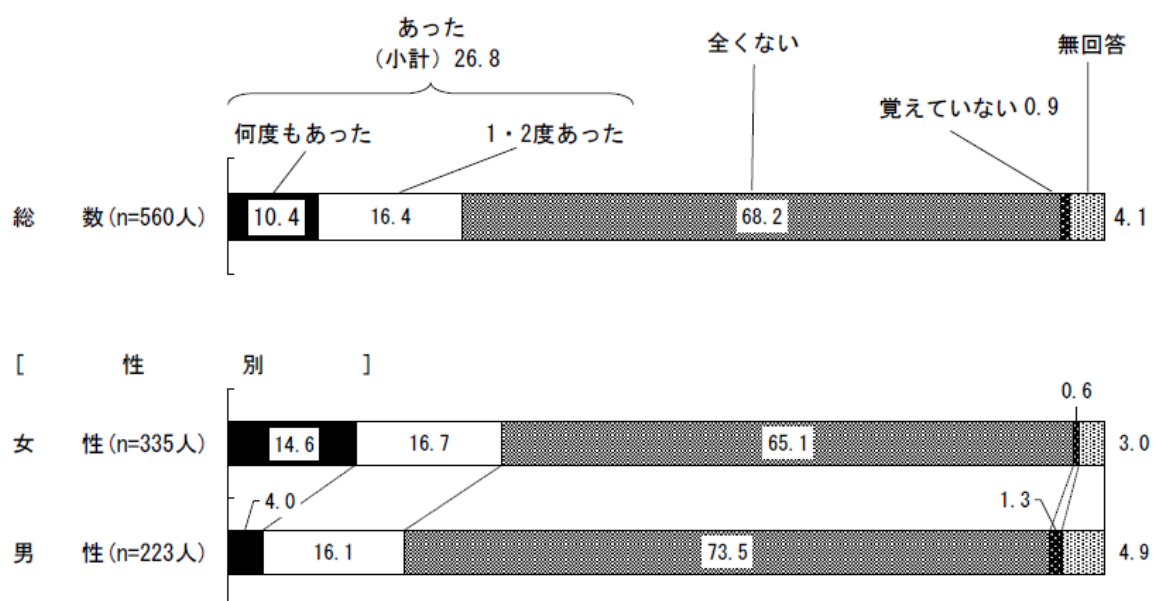 あった
(小計) 26.8
全くない
無回答
覚えていない 0.9
何度もあった
1・2度あった
総 数(n=560人)
10.4
16.4
68.2
4.1
[ 性 別 ]
0.6
女 性(n=335人)
14.6
16.7
65.1
3.0
4.0
1.3
男 性(n=223人)
16.1
73.5
4.9